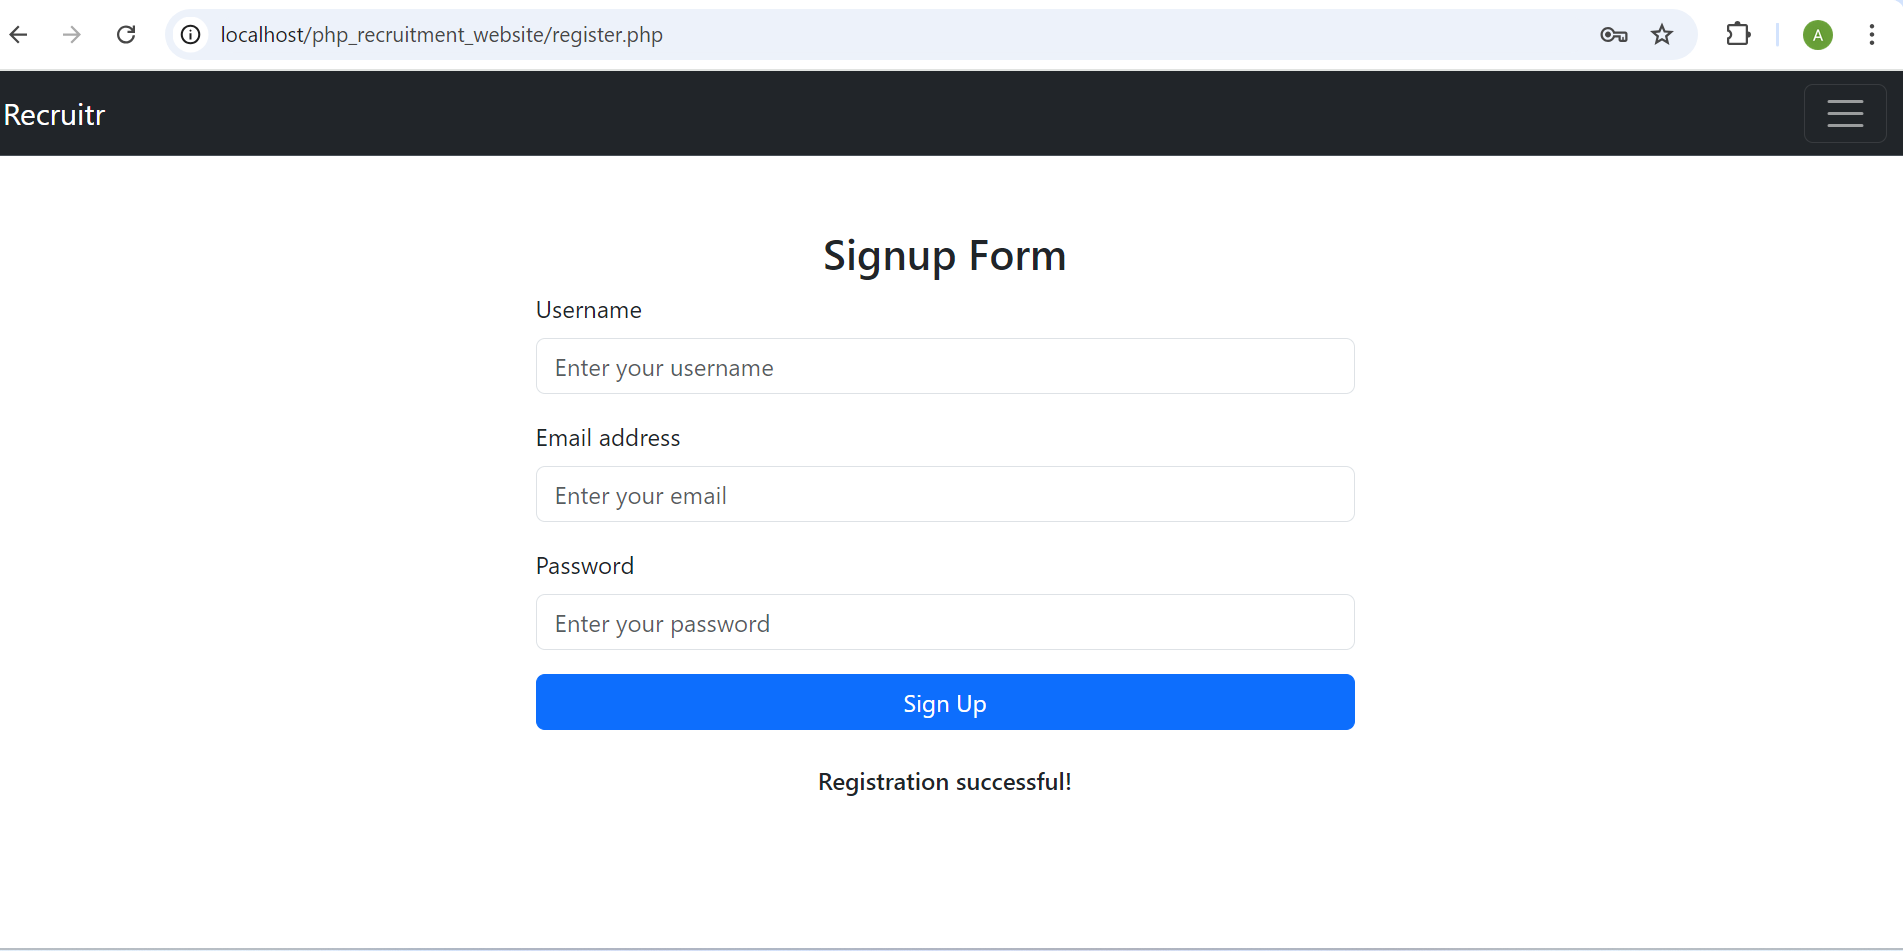 localhost/php_recruitment_website/register.php
A
Recruitr
Signup Form
Username
Enter your username
Email address
Enter your email
Password
Enter your password
Sign Up
Registration successful!